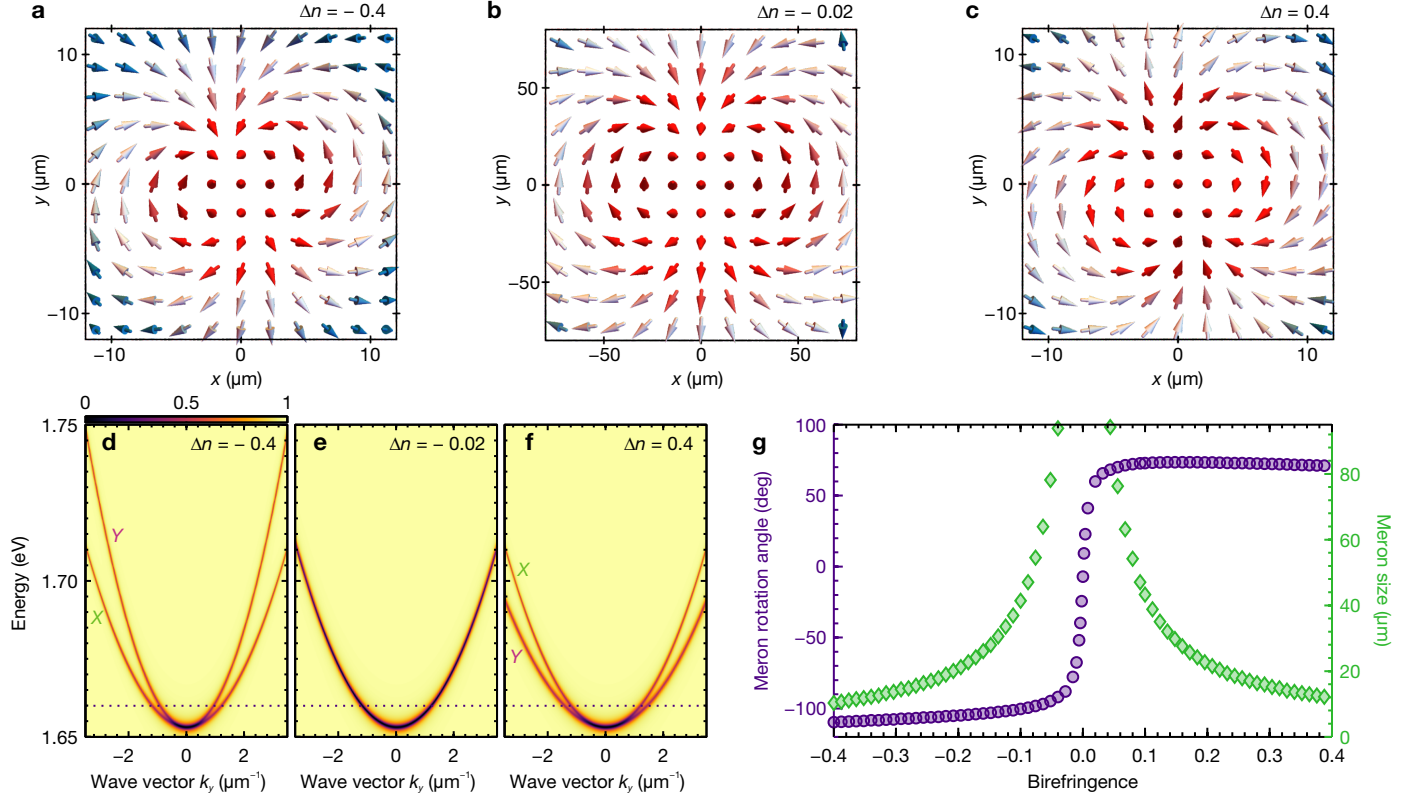 a
Δn = − 0.4
10
0
−10
y (µm)
−10
0
10
x (µm)
b
Δn = − 0.02
50
0
−50
y (µm)
−50
0
50
x (µm)
c
Δn = 0.4
10
0
−10
y (µm)
−10
0
10
x (µm)
0
0.5
1
1.75
1.70
1.65
Energy (eV)
d
Δn = − 0.4
Y
X
−2
0
2
Wave vector ky (µm−1)
e
Δn = − 0.02
−2
0
2
Wave vector ky (µm−1)
f
Δn = 0.4
X
Y
−2
0
2
Wave vector ky (µm−1)
g
100
50
0
−50
−100
Meron rotation angle (deg)
80
60
40
20
0
Meron size (µm)
−0.4
−0.3
−0.2
−0.1
0.0
0.1
0.2
0.3
0.4
Birefringence